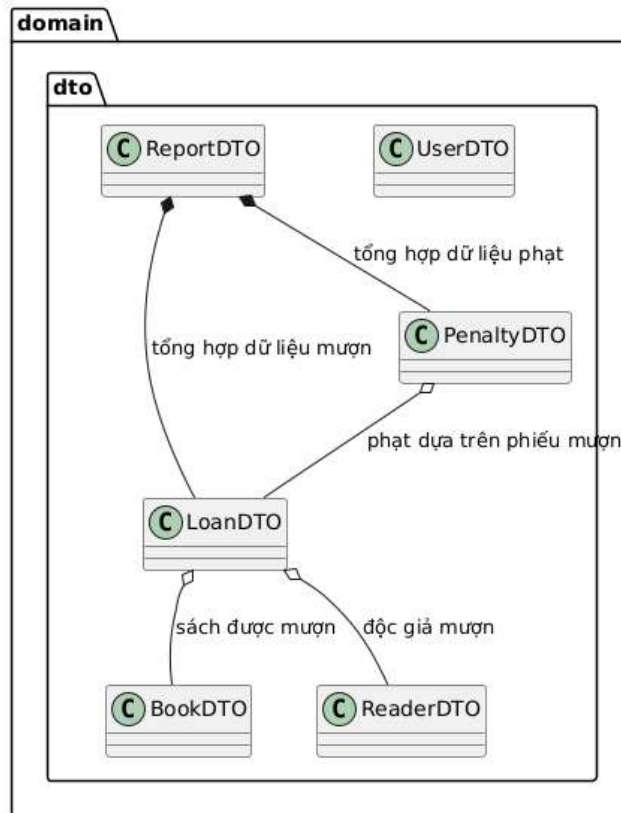 domain
dto
C ReportDTO
C UserDTO
tổng hợp dữ liệu phạt
C PenaltyDTO
tổng hợp dữ liệu mượn
phạt dựa trên phiếu mượn
C LoanDTO
sách được mượn
độc giả mượn
C BookDTO
C ReaderDTO